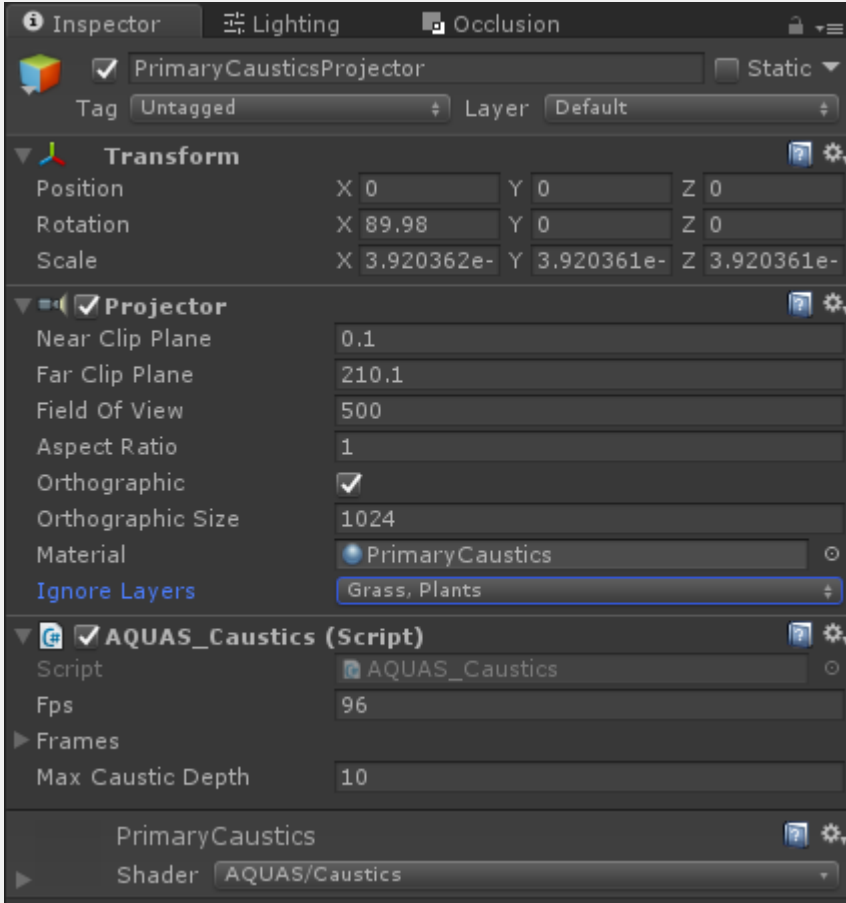 Inspector Lighting Occlusion
PrimaryCausticsProjector Static
Tag Untagged Layer Default
Transform
Position X 0 Y 0 Z 0
Rotation X 89.98 Y 0 Z 0
Scale X 3.920362e- Y 3.920361e- Z 3.920361e-
Projector
Near Clip Plane 0.1
Far Clip Plane 210.1
Field Of View 500
Aspect Ratio 1
Orthographic
Orthographic Size 1024
Material PrimaryCaustics
Ignore Layers Grass, Plants
AQUAS_Caustics (Script)
Script AQUAS_Caustics
Fps 96
Frames
Max Caustic Depth 10
PrimaryCaustics
Shader AQUAS/Caustics